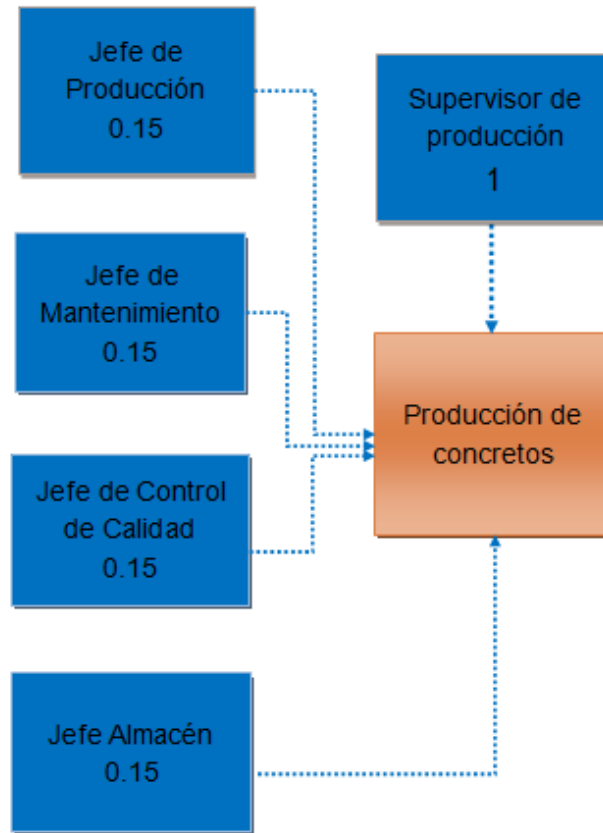 Jefe de
Producción
0.15
Supervisor de
producción
1
Jefe de
Mantenimiento
0.15
Producción de
concretos
Jefe de Control
de Calidad
0.15
Jefe Almacén
0.15